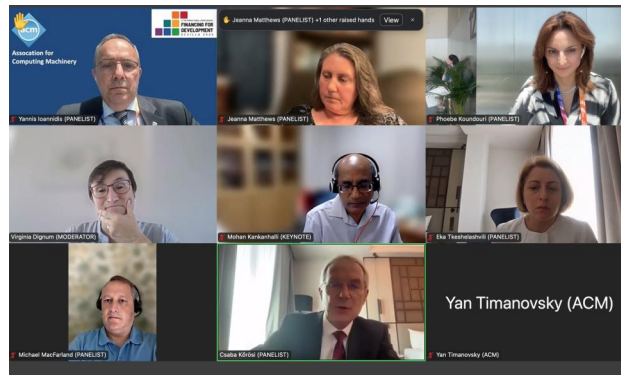 acm
Assocation for
Computing Machinery
FINANCING FOR
DEVELOPMENT
Jeanna Matthews (PANELIST) +1 other raised hands
View
Yannis Ioannidis (PANELIST)
Jeanna Matthews (PANELIST)
Phoebe Koundouri (PANELIST)
Virginia Dignum (MODERATOR)
Mohan Kankanhalli (KEYNOTE)
Eka Tkeshelashvili (PANELIST)
Michael MacFarland (PANELIST)
Csaba Kőrösi (PANELIST)
Yan Timanovsky (ACM)
Yan Timanovsky (ACM)